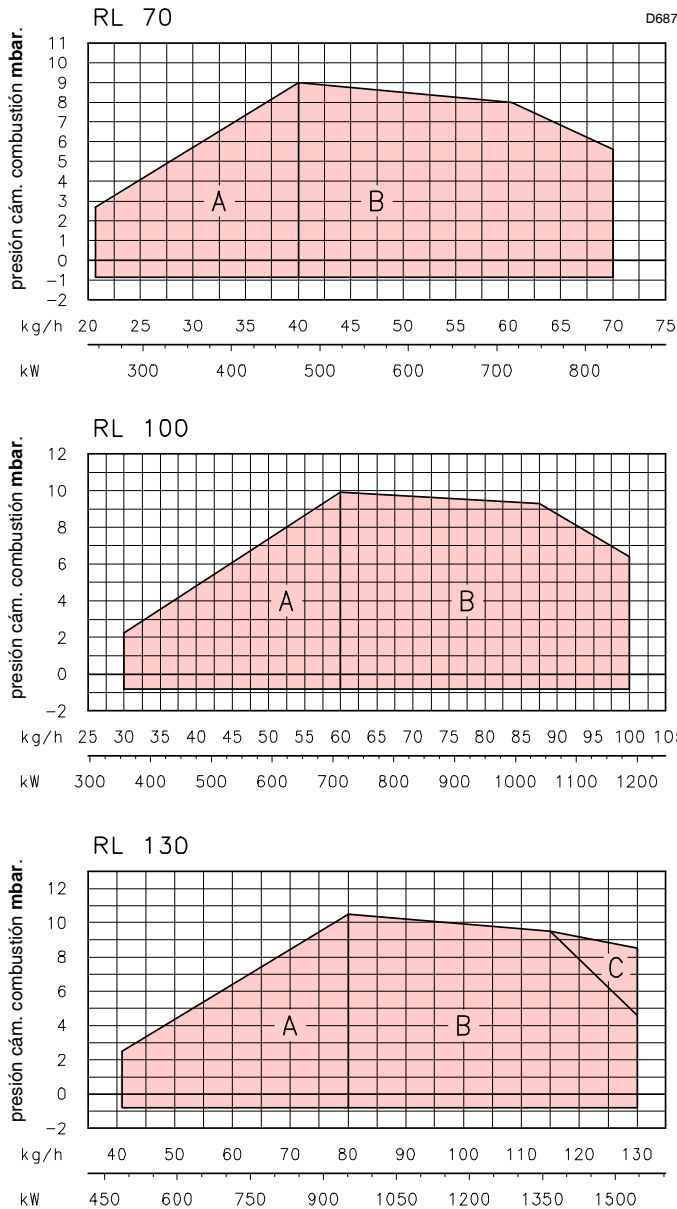 RL 70
D687
presión cám. combustión mbar.
11
10
9
8
7
6
5
4
3
2
1
0
−1
−2
A
B
kg/h 20 25 30 35 40 45 50 55 60 65 70 75
kW 300 400 500 600 700 800
RL 100
presión cám. combustión mbar.
12
10
8
6
4
2
0
−2
A
B
kg/h 25 30 35 40 45 50 55 60 65 70 75 80 85 90 95 100
kW 300 400 500 600 700 800 900 1000 1100 1200
RL 130
presión cám. combustión mbar.
12
10
8
6
4
2
0
−2
A
B
C
kg/h 40 50 60 70 80 90 100 110 120 130
kW 450 600 750 900 1050 1200 1350 1500